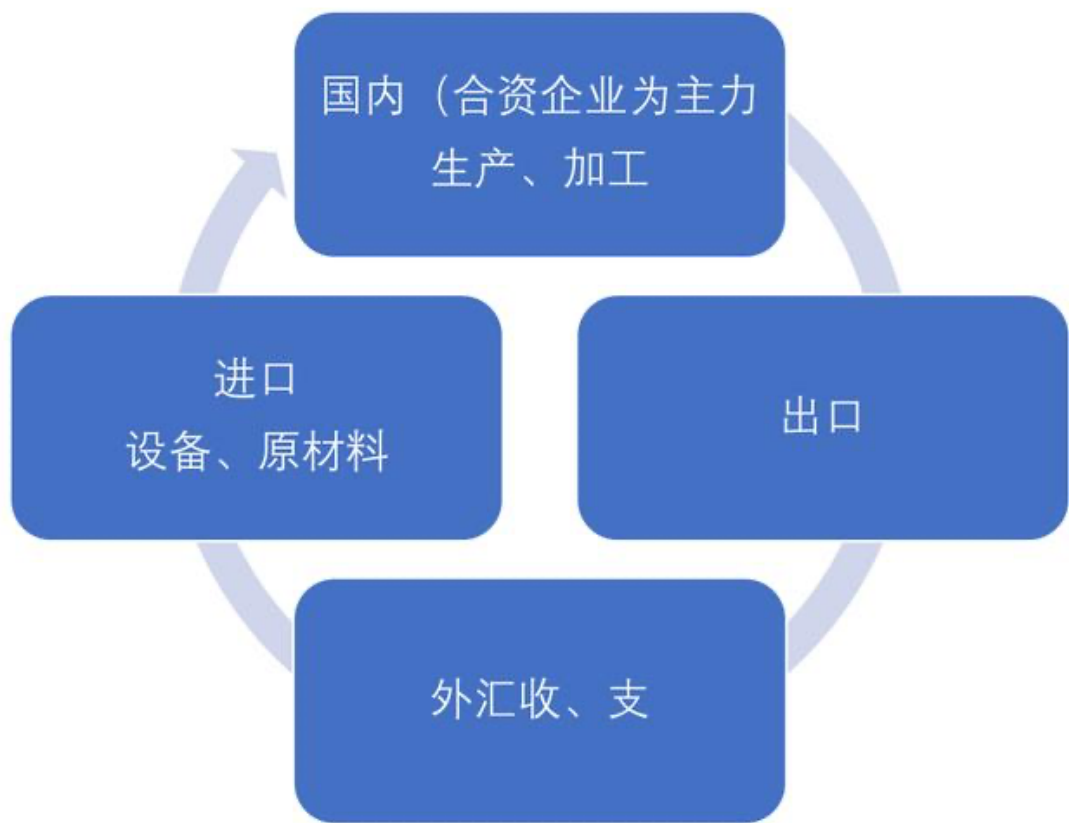 国内（合资企业为主力
生产、加工
进口
设备、原材料
出口
外汇收、支